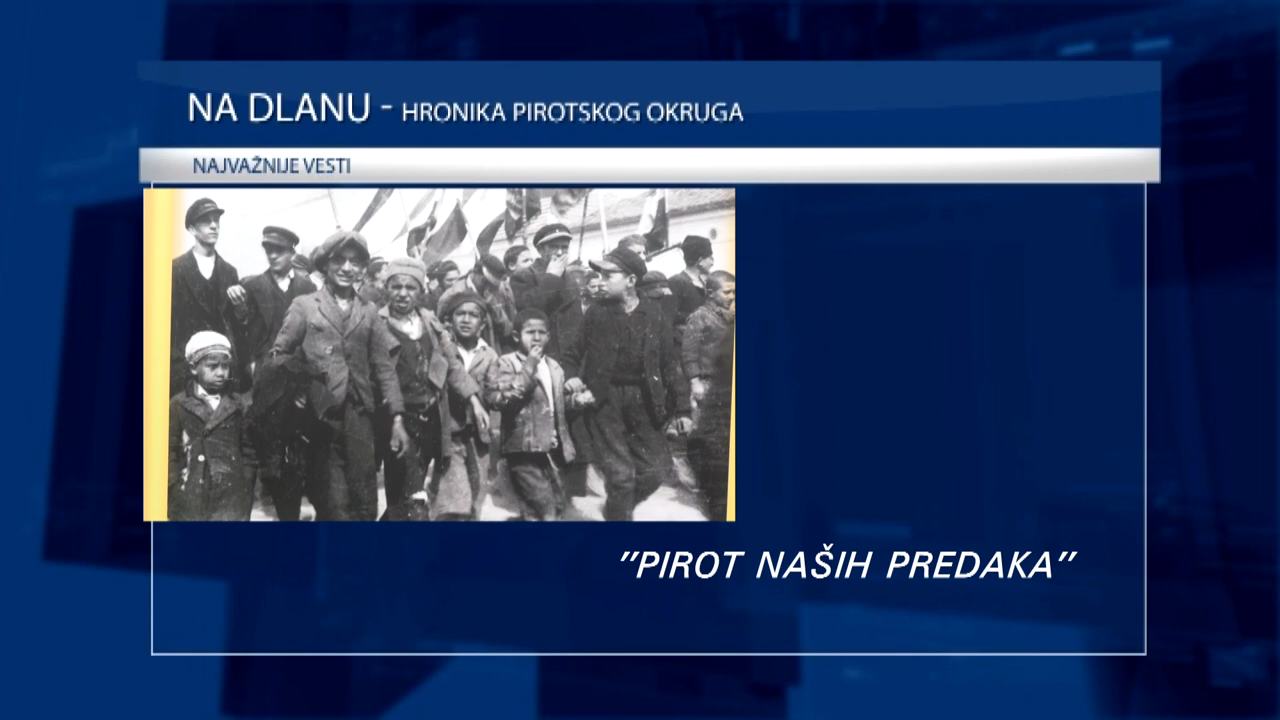 NA DLANU - HRONIKA PIROTSKOG OKRUGA
NAJVAŽNIJE VESTI
"PIROT NAŠIH PREDAKA"